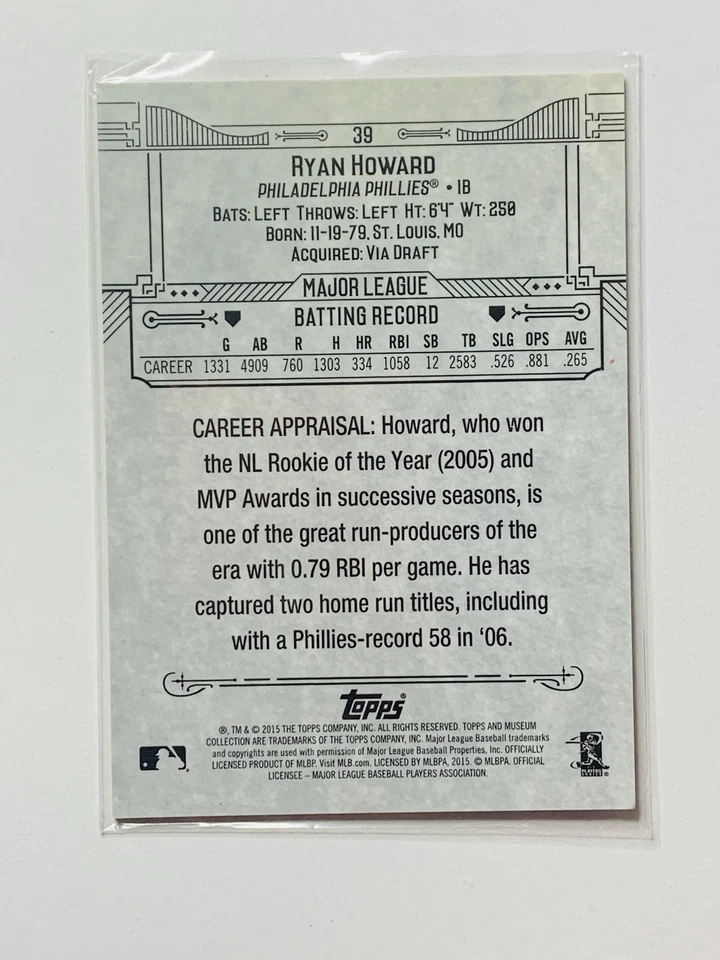 39
RYAN HOWARD
PHILADELPHIA PHILLIES® • 1B
BATS: LEFT THROWS: LEFT HT: 6'4" WT: 250
BORN: 11-19-79, ST. LOUIS, MO
ACQUIRED: VIA DRAFT
MAJOR LEAGUE
BATTING RECORD
G AB R H HR RBI SB TB SLG OPS AVG
CAREER 1331 4909 760 1303 334 1058 12 2583 .526 .881 .265
CAREER APPRAISAL: Howard, who won
the NL Rookie of the Year (2005) and
MVP Awards in successive seasons, is
one of the great run-producers of the
era with 0.79 RBI per game. He has
captured two home run titles, including
with a Phillies-record 58 in ‘06.
topps®
®, TM & © 2015 THE TOPPS COMPANY, INC. ALL RIGHTS RESERVED. TOPPS AND MUSEUM
COLLECTION ARE TRADEMARKS OF THE TOPPS COMPANY, INC. Major League Baseball trademarks
and copyrights are used with permission of Major League Baseball Properties, Inc. OFFICIALLY
LICENSED PRODUCT OF MLBP. Visit MLB.com. LICENSED BY MLBPA, 2015. © MLBPA. OFFICIAL
LICENSEE – MAJOR LEAGUE BASEBALL PLAYERS ASSOCIATION.